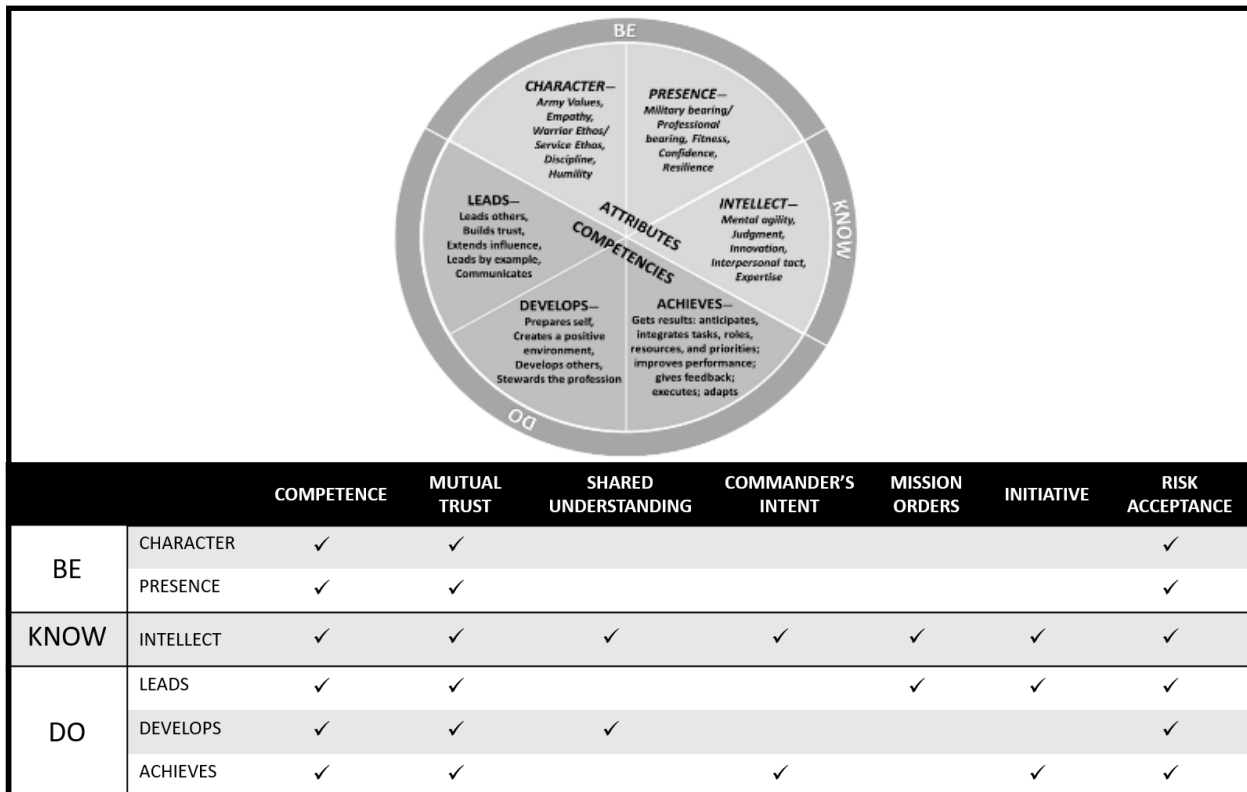 BE
CHARACTER—
Army Values,
Empathy,
Warrior Ethos/
Service Ethos,
Discipline,
Humility
PRESENCE—
Military bearing/
Professional
bearing, Fitness,
Confidence,
Resilience
KNOW
INTELLECT—
Mental agility,
Judgment,
Innovation,
Interpersonal tact,
Expertise
ATTRIBUTES
COMPETENCIES
LEADS—
Leads others,
Builds trust,
Extends influence,
Leads by example,
Communicates
DEVELOPS—
Prepares self,
Creates a positive
environment,
Develops others,
Stewards the profession
ACHIEVES—
Gets results: anticipates,
integrates tasks, roles,
resources, and priorities;
improves performance;
gives feedback;
executes; adapts
DO
COMPETENCE MUTUAL TRUST SHARED UNDERSTANDING COMMANDER'S INTENT MISSION ORDERS INITIATIVE RISK ACCEPTANCE
BE
CHARACTER ✓ ✓ ✓
PRESENCE ✓ ✓ ✓
KNOW INTELLECT ✓ ✓ ✓ ✓ ✓ ✓ ✓
DO
LEADS ✓ ✓ ✓ ✓ ✓
DEVELOPS ✓ ✓ ✓ ✓
ACHIEVES ✓ ✓ ✓ ✓ ✓